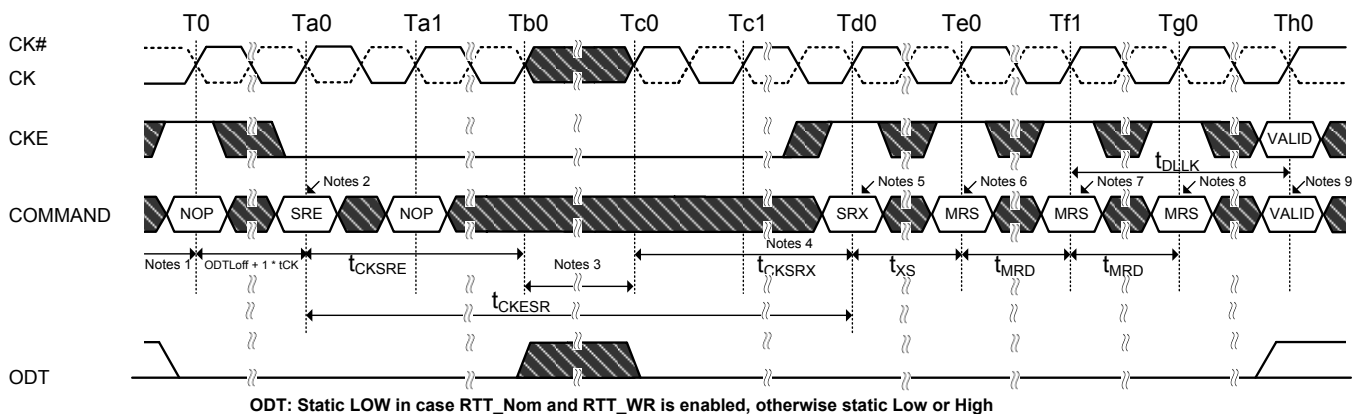 T0 Ta0 Ta1 Tb0 Tc0 Tc1 Td0 Te0 Tf1 Tg0 Th0
CK#
CK
CKE
VALID
tDLLK
Notes 2 Notes 5 Notes 6 Notes 7 Notes 8 Notes 9
COMMAND
NOP SRE NOP SRX MRS MRS MRS VALID
Notes 1 ODTLoff + 1 * tCK tCKSRE Notes 3 Notes 4 tCKSRX tXS tMRD tMRD
tCKESR
ODT
ODT: Static LOW in case RTT_Nom and RTT_WR is enabled, otherwise static Low or High